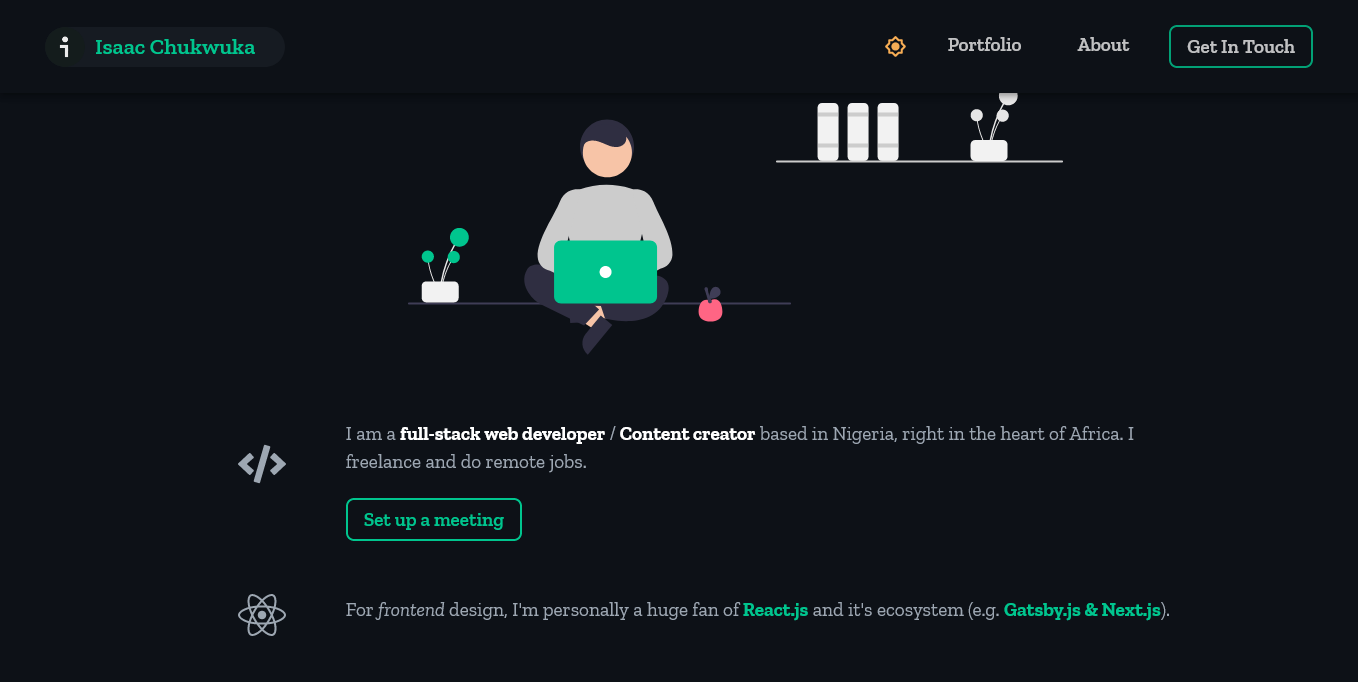 Isaac Chukwuka
Portfolio
About
Get In Touch
I am a full-stack web developer / Content creator based in Nigeria, right in the heart of Africa. I
freelance and do remote jobs.
Set up a meeting
For frontend design, I'm personally a huge fan of React.js and it's ecosystem (e.g. Gatsby.js & Next.js).